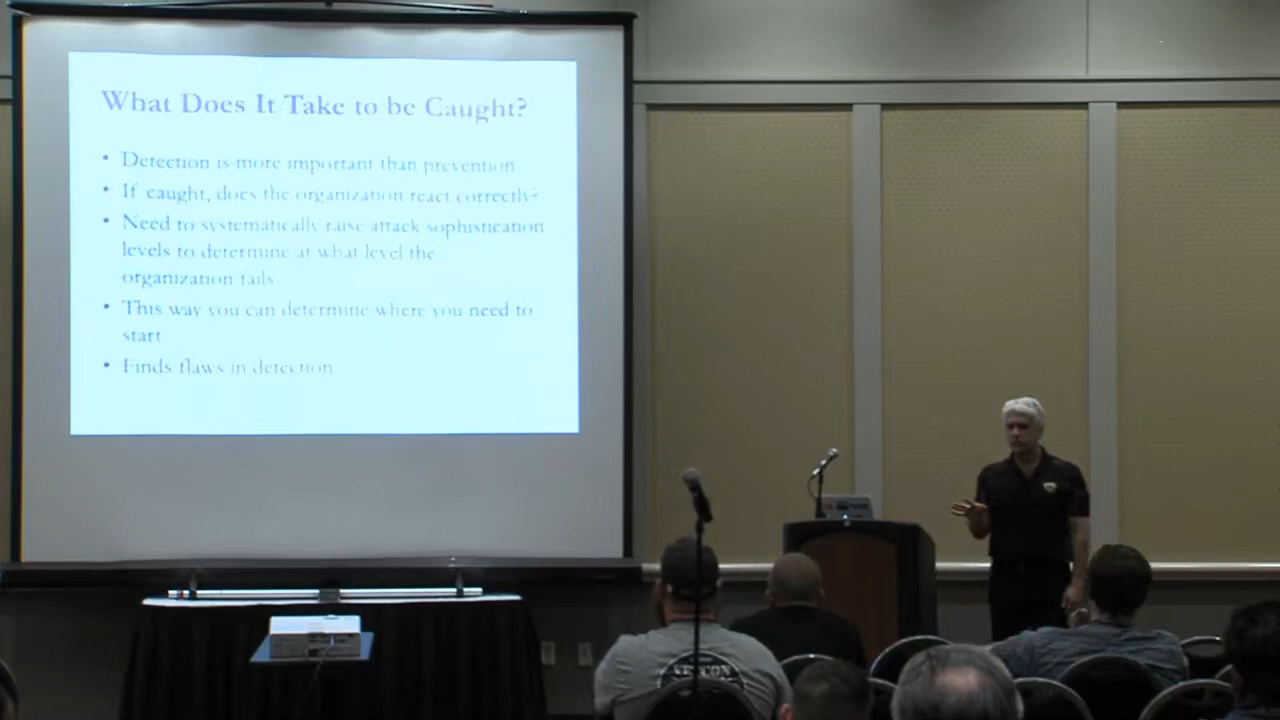 What Does It Take to be Caught?
• Detection is more important than prevention
• If caught, does the organization react correctly?
• Need to systematically raise attack sophistication
levels to determine at what level the
organization fails
• This way you can determine where you need to
start
• Finds flaws in detection